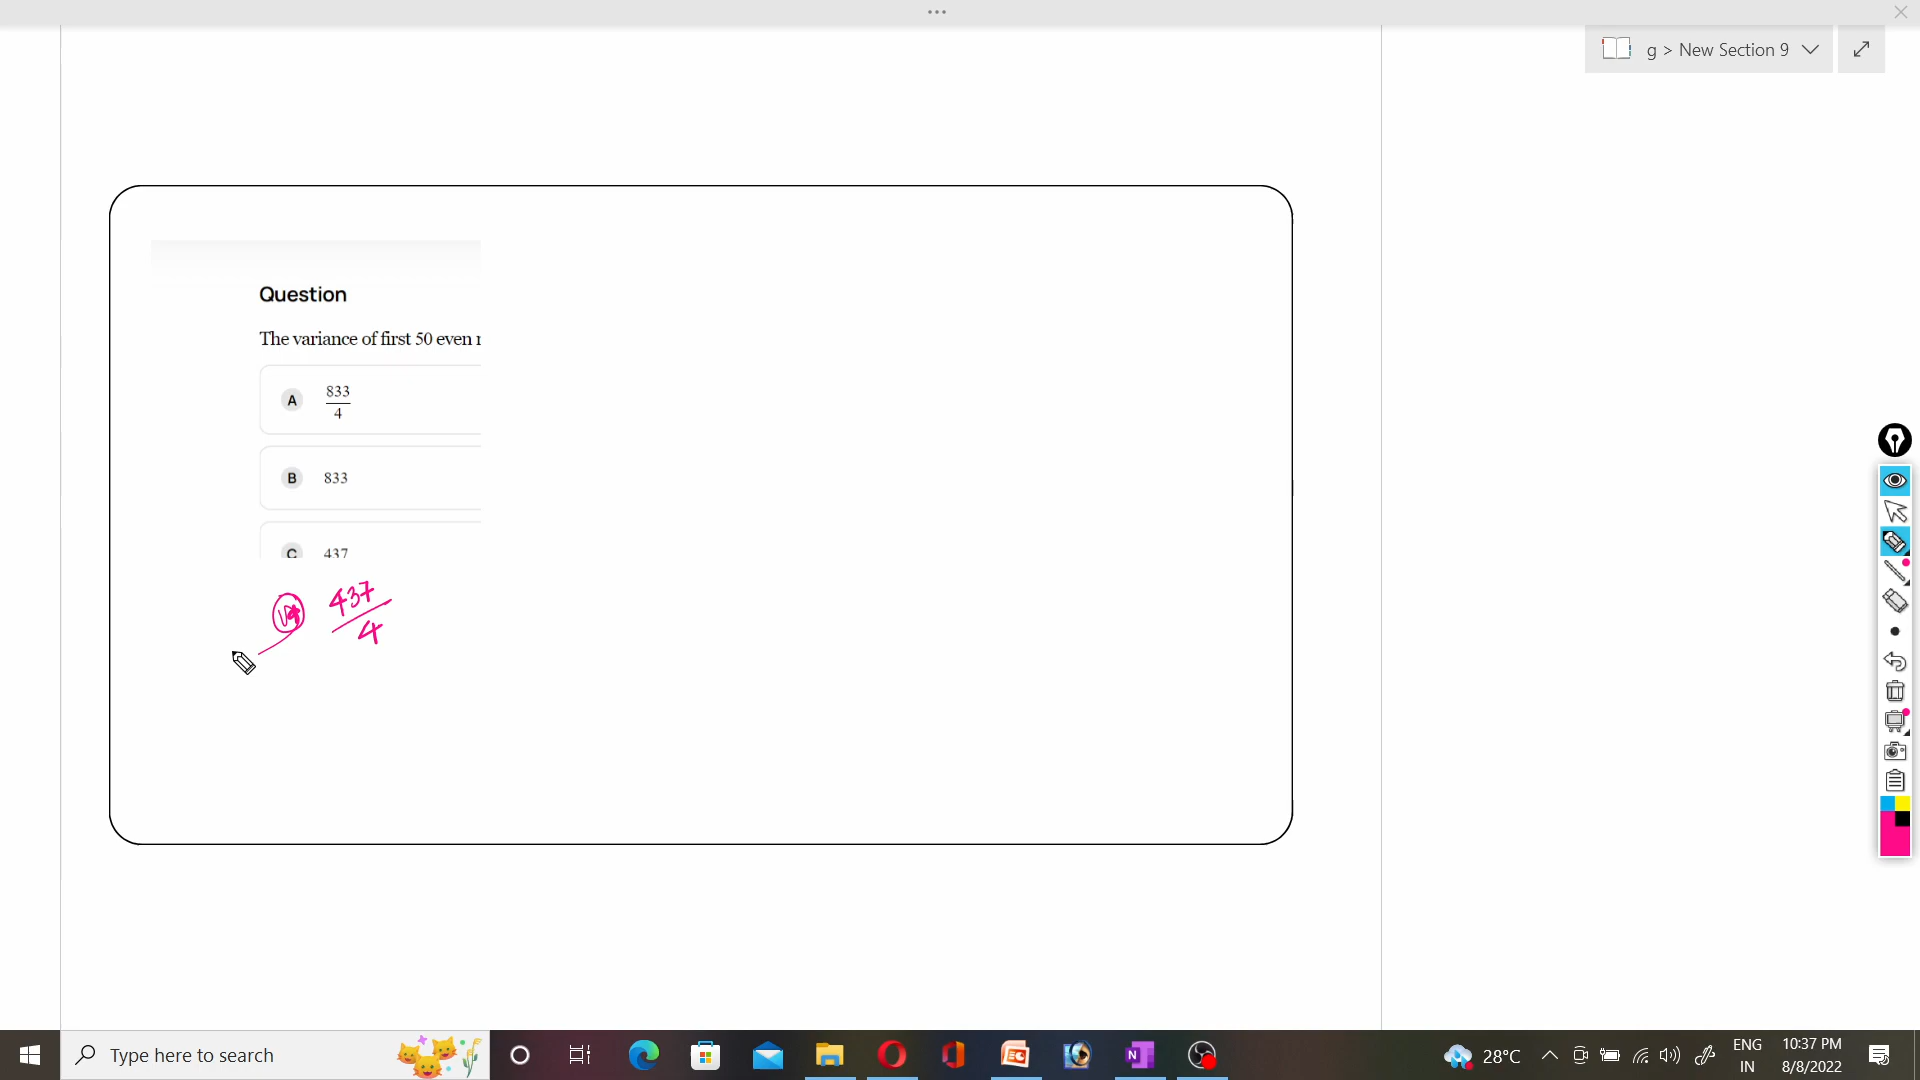 g > New Section 9
Question
The variance of first 50 even
A 833/4
B 833
C 437
437/4
Type here to search
28°C
ENG
IN
10:37 PM
8/8/2022